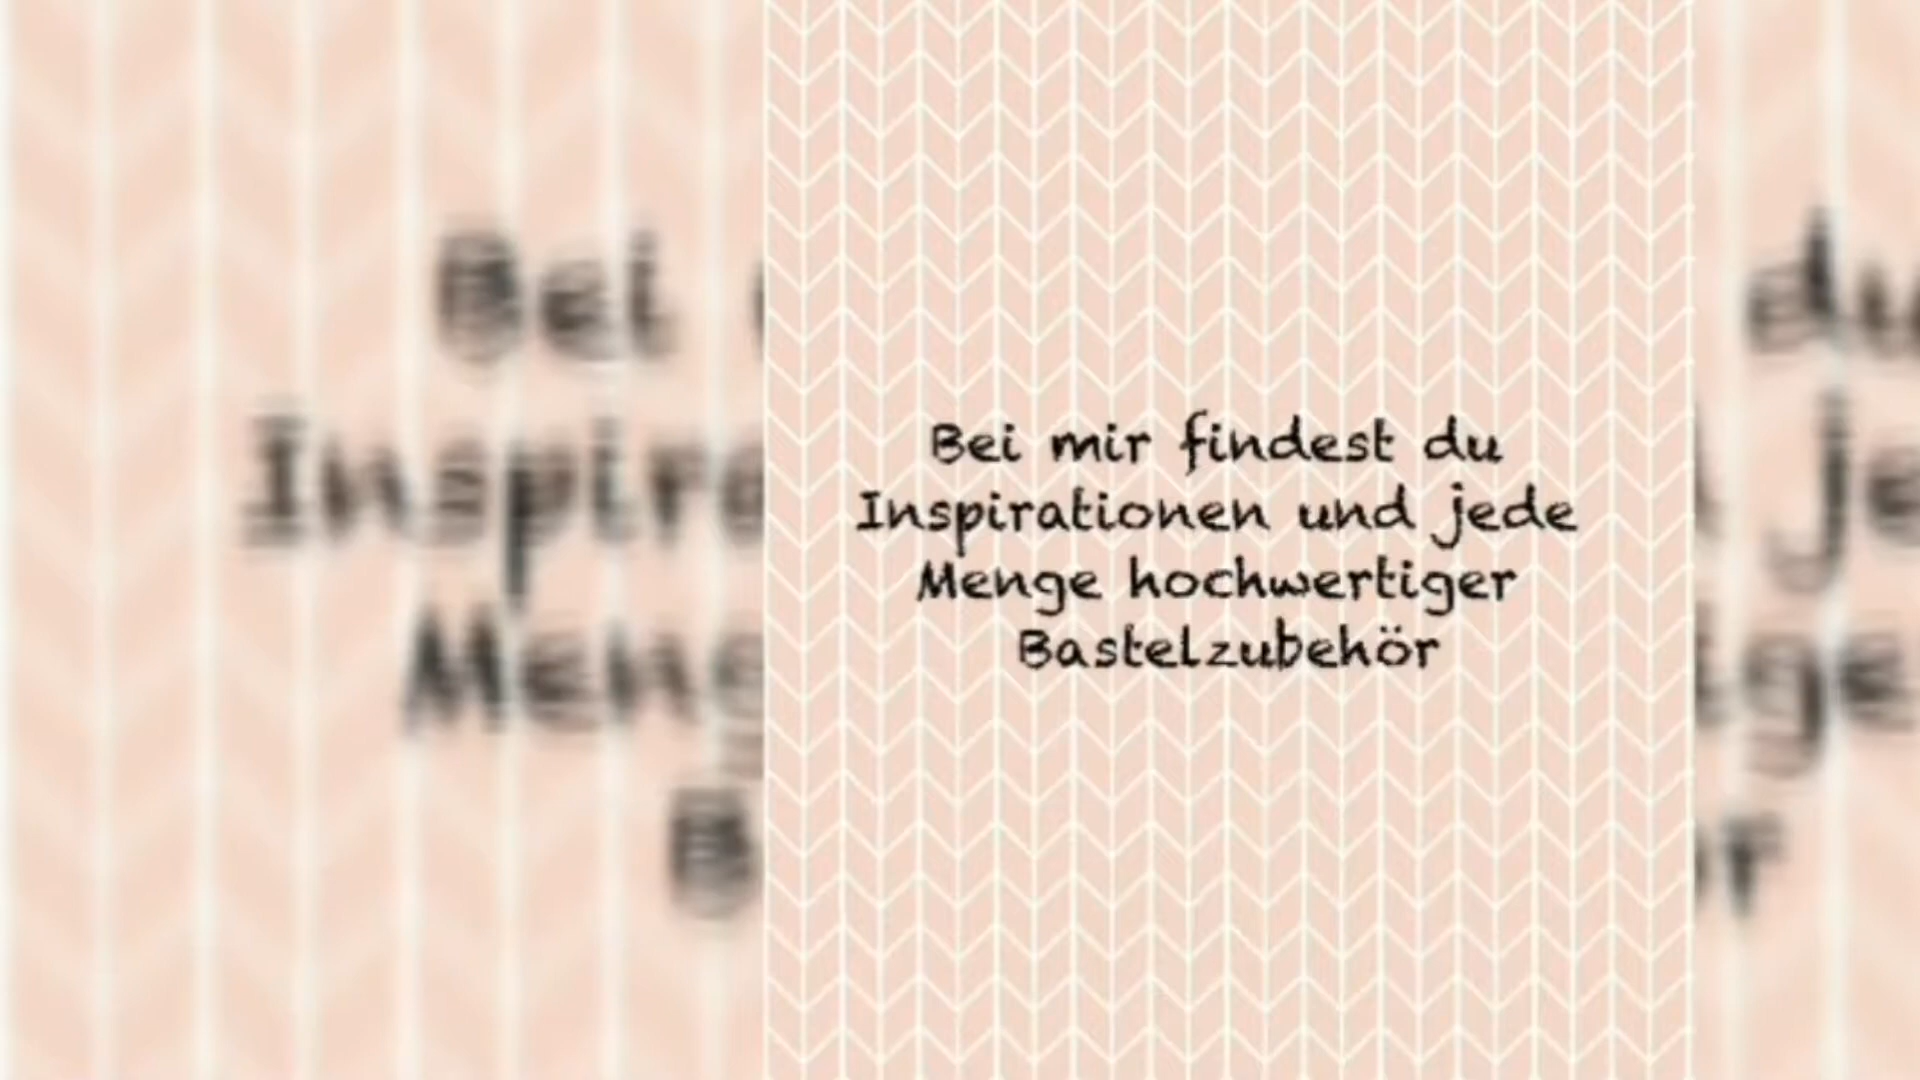 Bei mir findest du
Inspirationen und jede
Menge hochwertiger
Bastelzubehör